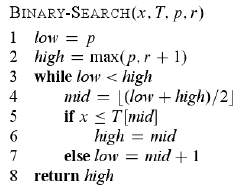 BINARY-SEARCH(x, T, p, r)
1 low = p
2 high = max(p, r + 1)
3 while low < high
4 mid = ⌊(low + high)/2⌋
5 if x ≤ T[mid]
6 high = mid
7 else low = mid + 1
8 return high